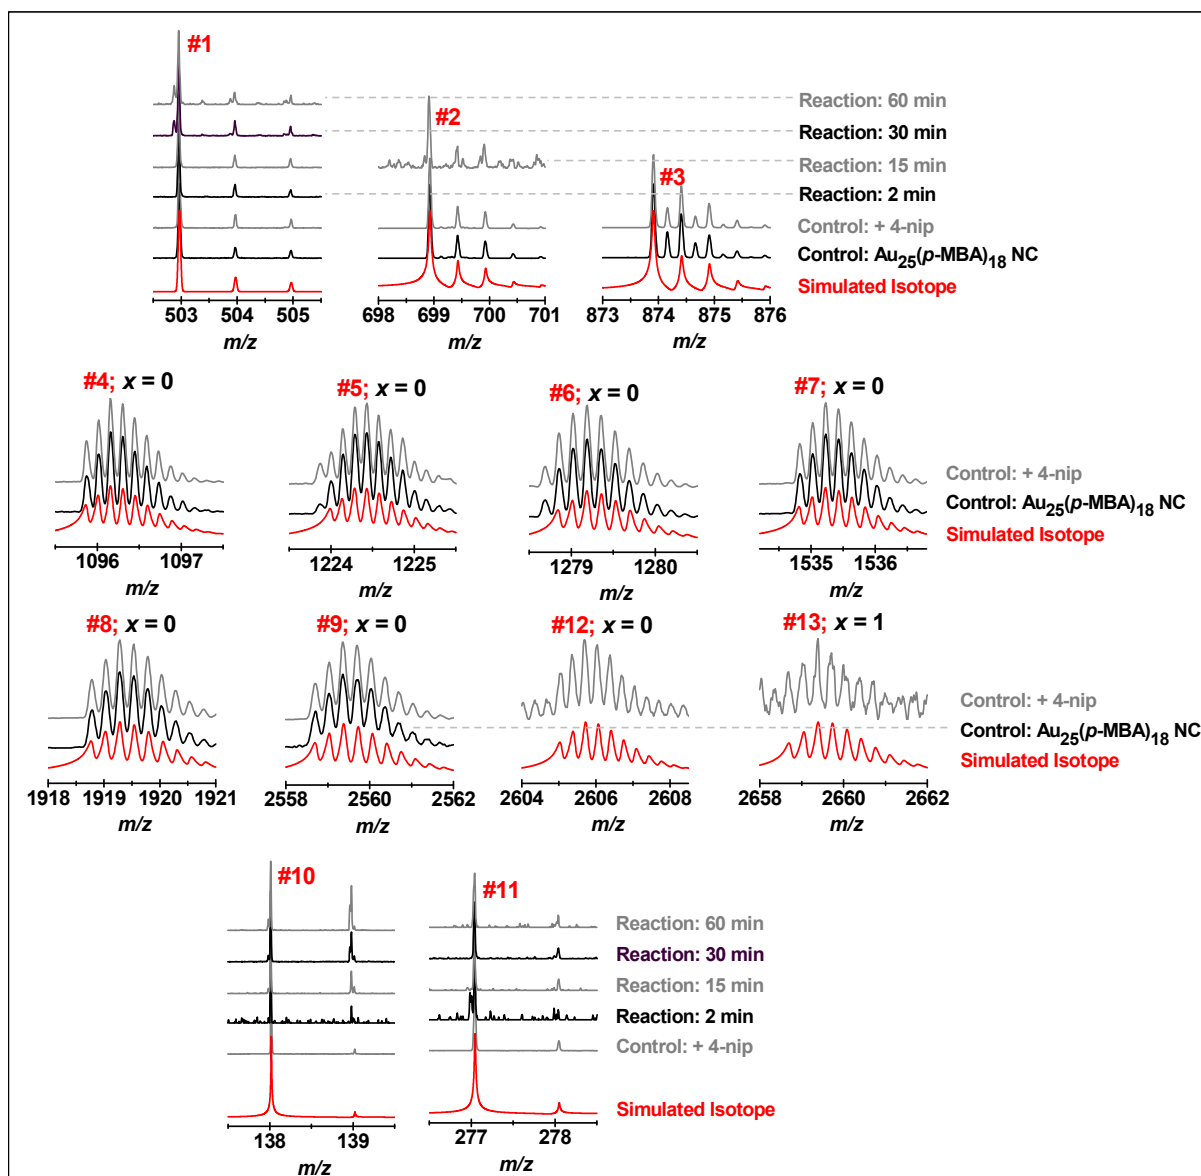 #1
#2
#3
Reaction: 60 min
Reaction: 30 min
Reaction: 15 min
Reaction: 2 min
Control: + 4-nip
Control: Au25(p-MBA)18 NC
Simulated Isotope
503 504 505
698 699 700 701
873 874 875 876
m/z
m/z
m/z
#4; x = 0
#5; x = 0
#6; x = 0
#7; x = 0
Control: + 4-nip
Control: Au25(p-MBA)18 NC
Simulated Isotope
1096 1097
1224 1225
1279 1280
1535 1536
m/z
m/z
m/z
m/z
#8; x = 0
#9; x = 0
#12; x = 0
#13; x = 1
Control: + 4-nip
Control: Au25(p-MBA)18 NC
Simulated Isotope
1918 1919 1920 1921
2558 2560 2562
2604 2606 2608
2658 2660 2662
m/z
m/z
m/z
m/z
#10
#11
Reaction: 60 min
Reaction: 30 min
Reaction: 15 min
Reaction: 2 min
Control: + 4-nip
Simulated Isotope
138 139
277 278
m/z
m/z